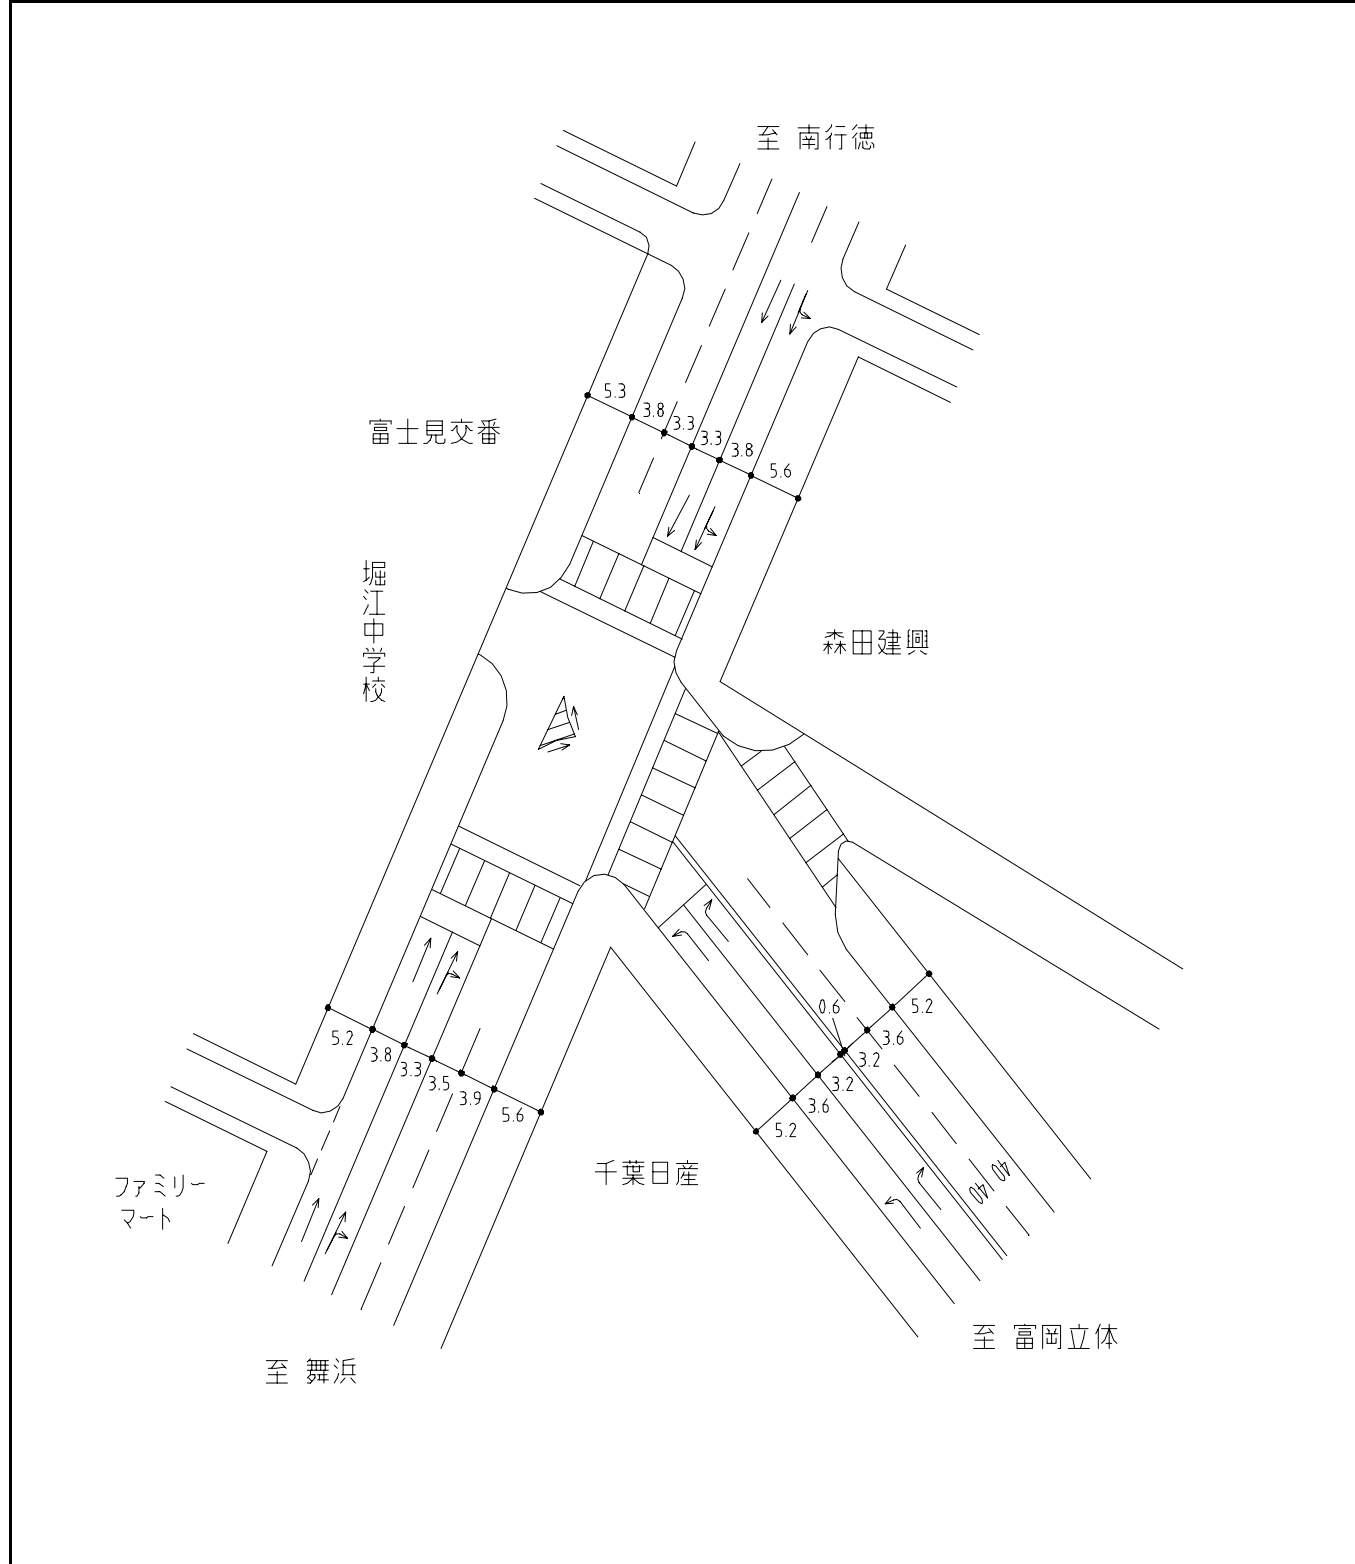 至 南行徳
5.3
3.8
3.3
3.3
3.8
5.6
富士見交番
堀江中学校
森田建興
5.2
3.8
3.3
3.5
3.9
5.6
0.6
5.2
3.6
3.2
3.2
3.6
5.2
40
40
千葉日産
ファミリー
マート
至 富岡立体
至 舞浜